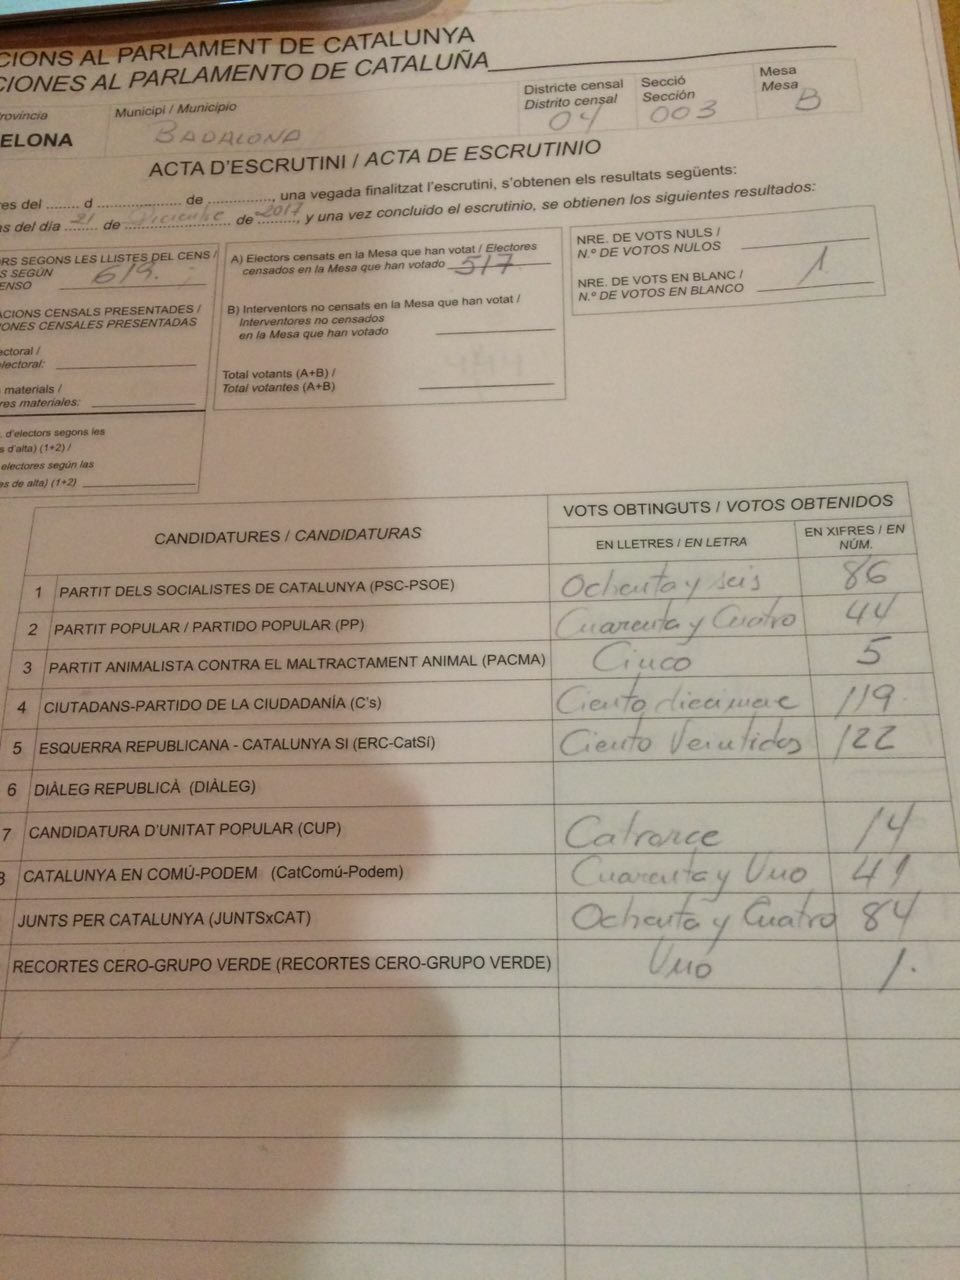 CIONS AL PARLAMENT DE CATALUNYA
CIONES AL PARLAMENTO DE CATALUÑA
rovincia
ELONA
Municipi / Municipio
BADALONA
Districte censal
Distrito censal
04
Secció
Sección
003
Mesa
Mesa
B
ACTA D'ESCRUTINI / ACTA DE ESCRUTINIO
es del ........ d .................... de ................, una vegada finalitzat l'escrutini, s'obtenen els resultats següents:
s del día 21 de Diciembre de 2017, y una vez concluido el escrutinio, se obtienen los siguientes resultados:
RS SEGONS LES LLISTES DEL CENS /
S SEGÚN
ENSO 619.
ACIONS CENSALS PRESENTADES /
ONES CENSALES PRESENTADAS
ectoral /
electoral:
materials /
res materiales:
. d'electors segons les
s d'alta) (1+2) /
electores según las
es de alta) (1+2)
A) Electors censats en la Mesa que han votat / Electores
censados en la Mesa que han votado 517
B) Interventors no censats en la Mesa que han votat /
Interventores no censados
en la Mesa que han votado
Total votants (A+B) /
Total votantes (A+B)
NRE. DE VOTS NULS /
N.º DE VOTOS NULOS
NRE. DE VOTS EN BLANC /
N.º DE VOTOS EN BLANCO 1
CANDIDATURES / CANDIDATURAS
VOTS OBTINGUTS / VOTOS OBTENIDOS
EN LLETRES / EN LETRA
EN XIFRES / EN
NÚM.
1 PARTIT DELS SOCIALISTES DE CATALUNYA (PSC-PSOE) Ochenta y seis 86
2 PARTIT POPULAR / PARTIDO POPULAR (PP) Cuarenta y Cuatro 44
3 PARTIT ANIMALISTA CONTRA EL MALTRACTAMENT ANIMAL (PACMA) Cinco 5
4 CIUTADANS-PARTIDO DE LA CIUDADANÍA (C's) Ciento diecinueve 119
5 ESQUERRA REPUBLICANA - CATALUNYA SI (ERC-CatSí) Ciento Veintidos 122
6 DIÀLEG REPUBLICÀ (DIÀLEG)
7 CANDIDATURA D'UNITAT POPULAR (CUP) Catrorce 14
8 CATALUNYA EN COMÚ-PODEM (CatComú-Podem) Cuarenta y Uno 41
JUNTS PER CATALUNYA (JUNTSxCAT) Ochenta y Cuatro 84
RECORTES CERO-GRUPO VERDE (RECORTES CERO-GRUPO VERDE) Uno 1.